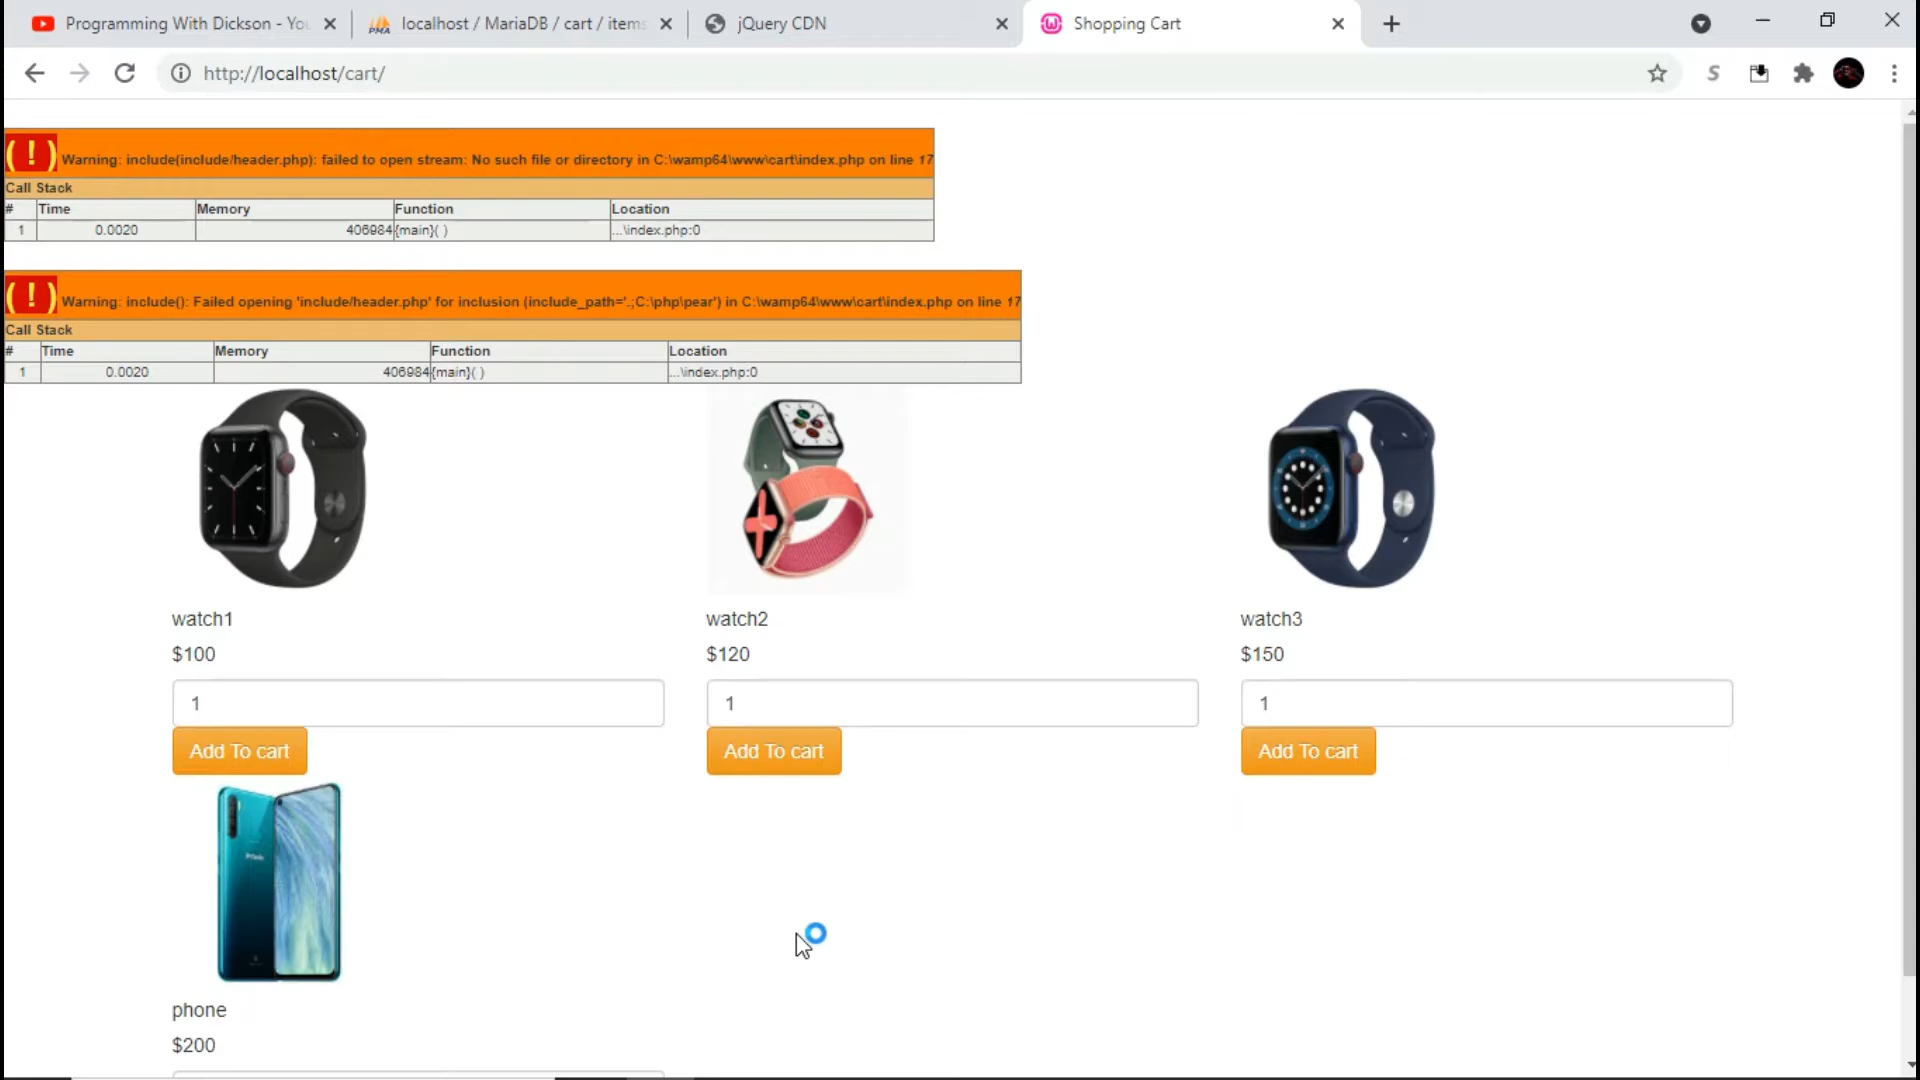 Programming With Dickson - You
localhost / MariaDB / cart / items
jQuery CDN
Shopping Cart
http://localhost/cart/
S
( ! ) Warning: include(include/header.php): failed to open stream: No such file or directory in C:\wamp64\www\cart\index.php on line 17
Call Stack
# Time Memory Function Location
1 0.0020 406984 {main}( ) ...\index.php:0
( ! ) Warning: include(): Failed opening 'include/header.php' for inclusion (include_path='.;C:\php\pear') in C:\wamp64\www\cart\index.php on line 17
Call Stack
# Time Memory Function Location
1 0.0020 406984 {main}( ) ...\index.php:0
watch1 watch2 watch3
$100 $120 $150
1 1 1
Add To cart Add To cart Add To cart
phone
$200